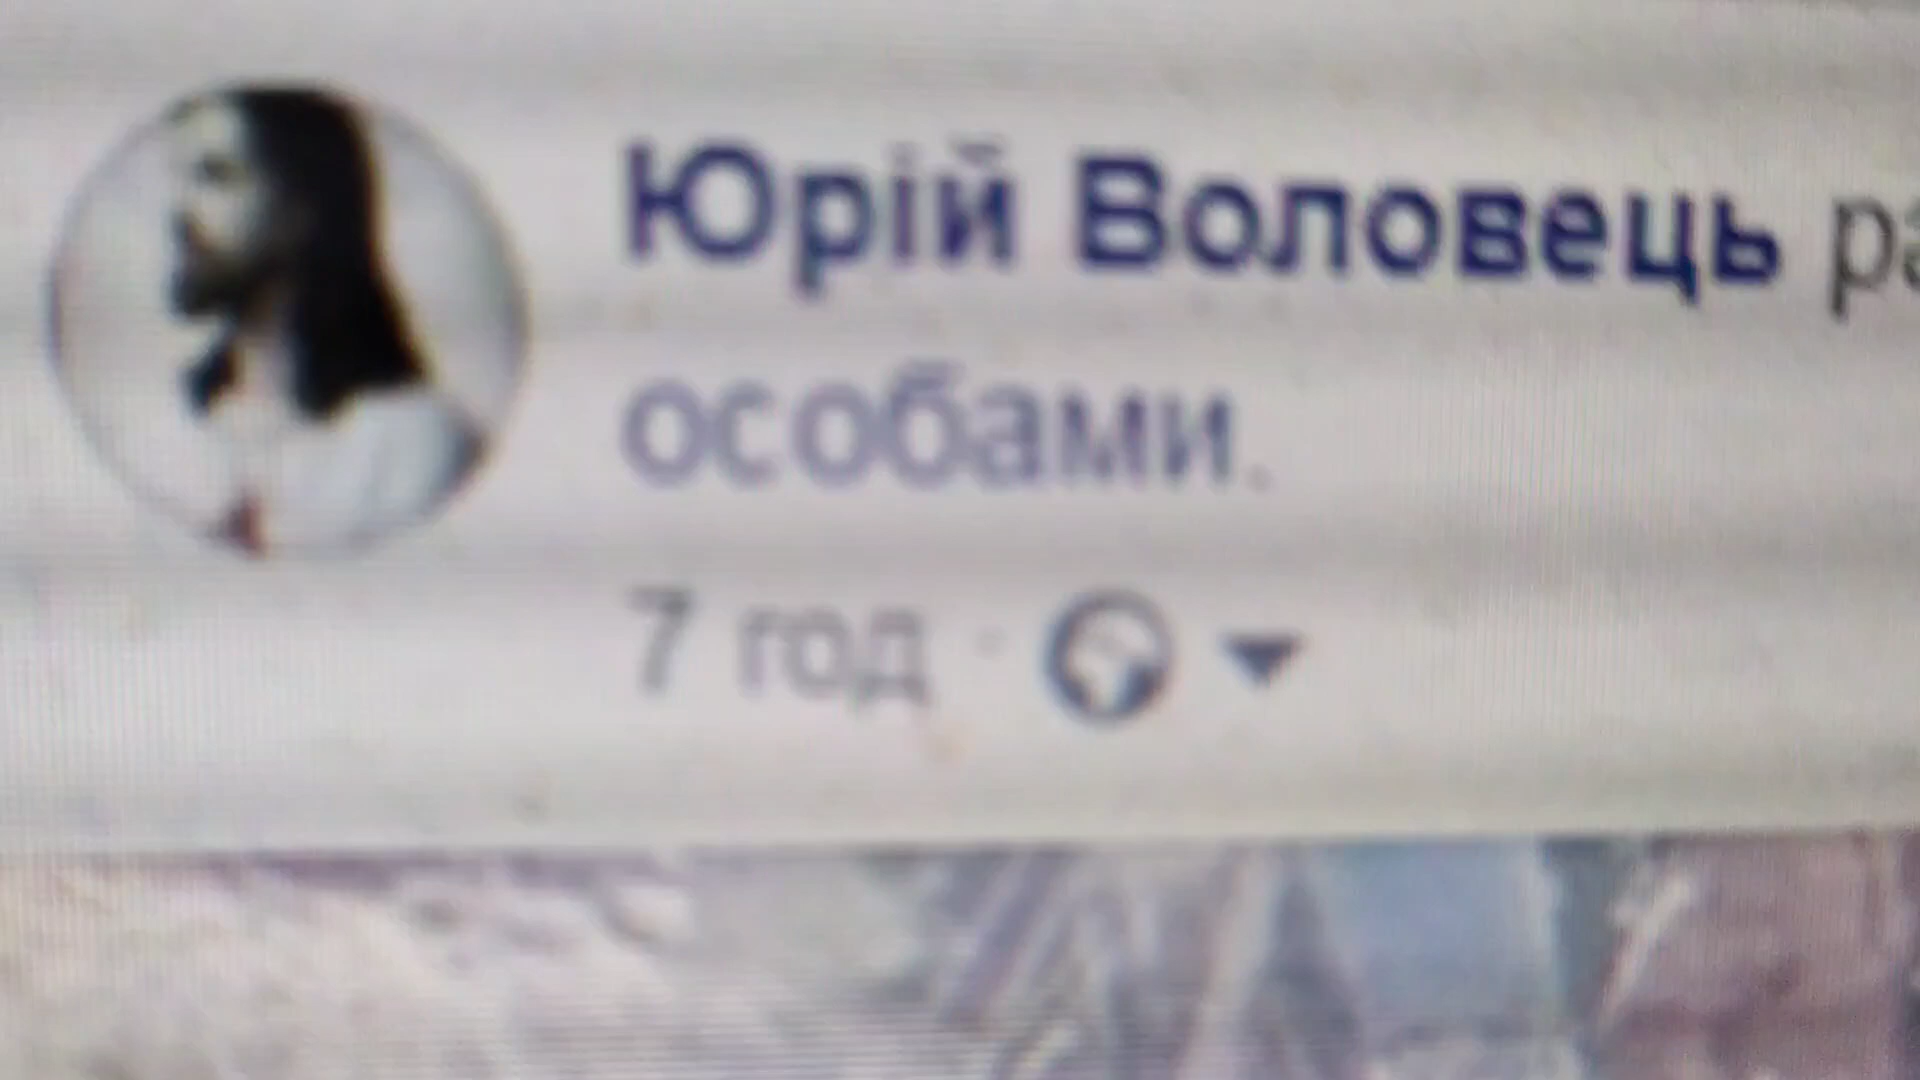 Юрій Воловець
особами.
7 год ·